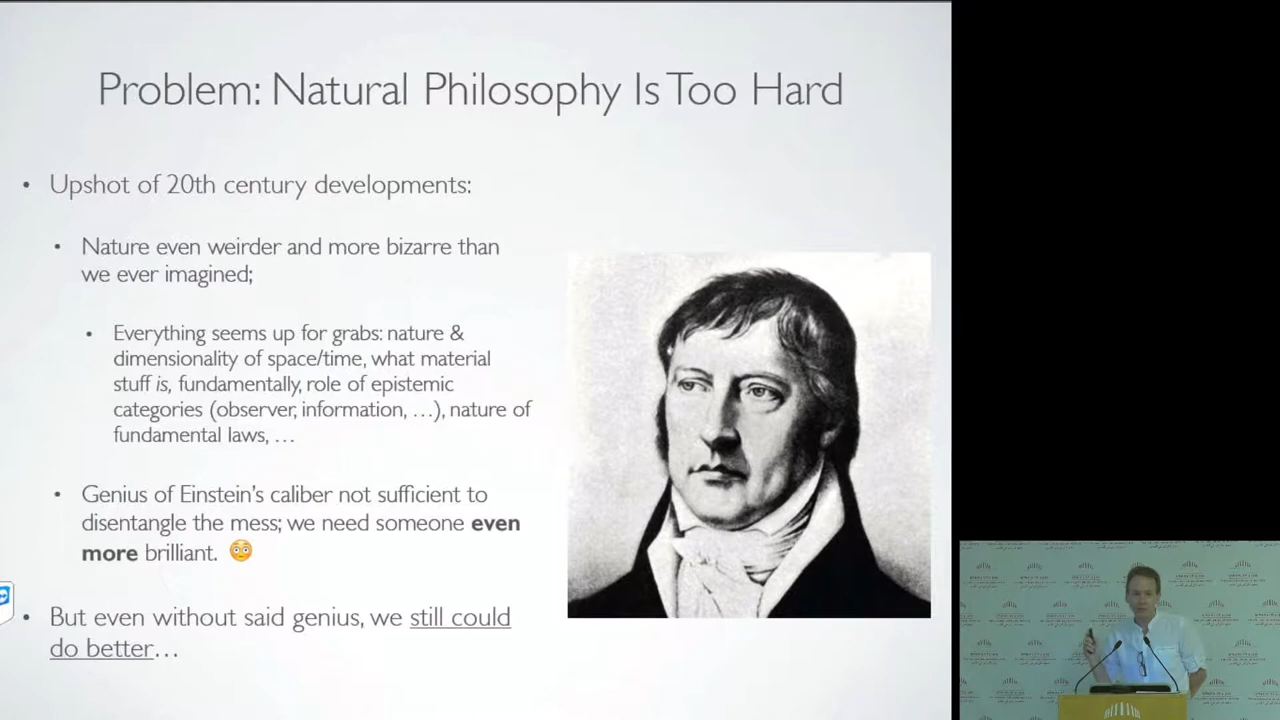 Problem: Natural Philosophy Is Too Hard
• Upshot of 20th century developments:
• Nature even weirder and more bizarre than
we ever imagined;
• Everything seems up for grabs: nature &
dimensionality of space/time, what material
stuff is, fundamentally, role of epistemic
categories (observer, information, …), nature of
fundamental laws, …
• Genius of Einstein's caliber not sufficient to
disentangle the mess; we need someone even
more brilliant. 😳
• But even without said genius, we still could
do better…